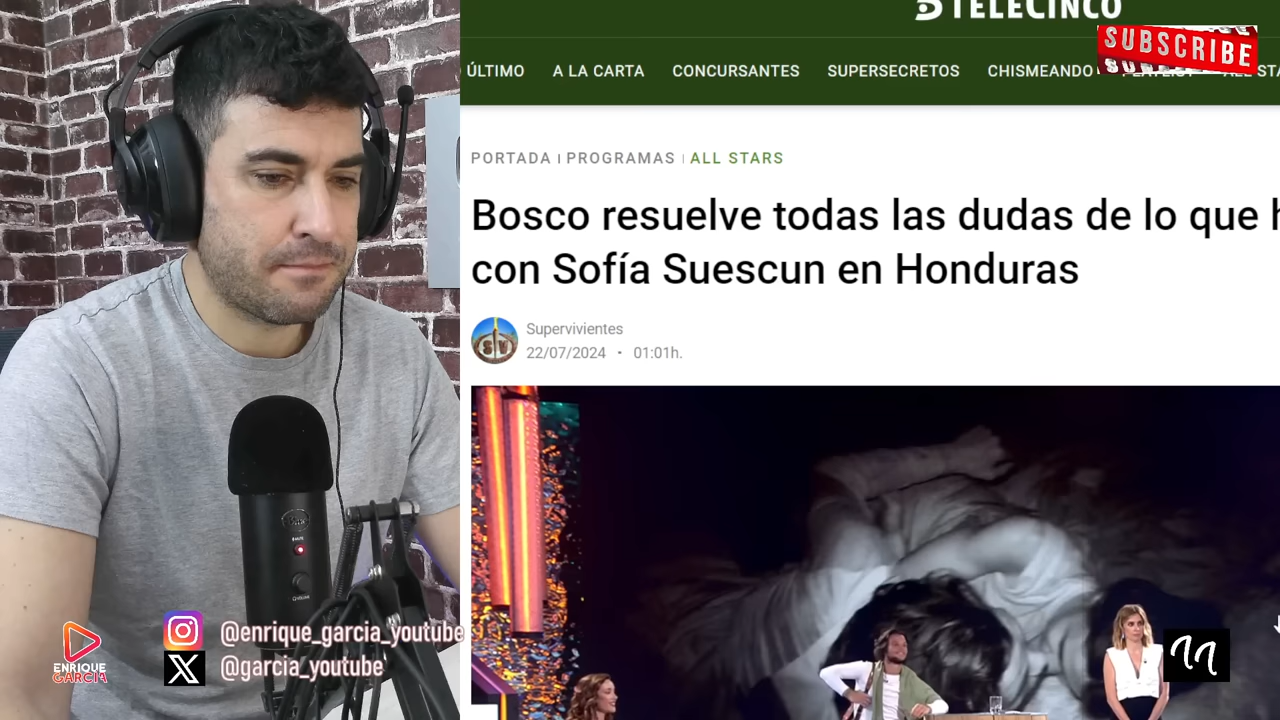 TELECINCO
SUBSCRIBE
ÚLTIMO A LA CARTA CONCURSANTES SUPERSECRETOS CHISMEANDO
PORTADA PROGRAMAS ALL STARS
Bosco resuelve todas las dudas de lo que h
con Sofía Suescun en Honduras
Supervivientes
22/07/2024 • 01:01h.
SV
@enrique_garcia_youtube
@garcia_youtube
ENRIQUE
GARCIA